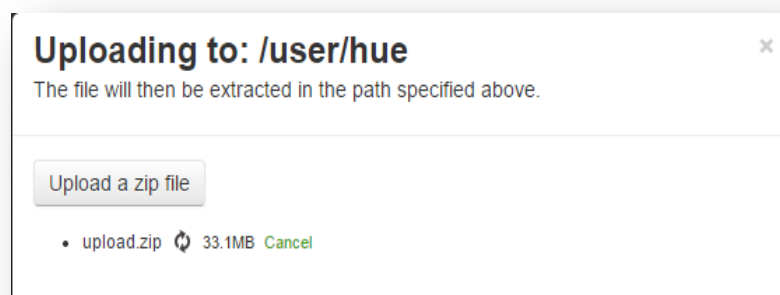 Uploading to: /user/hue
×
The file will then be extracted in the path specified above.
Upload a zip file
• upload.zip 33.1MB Cancel